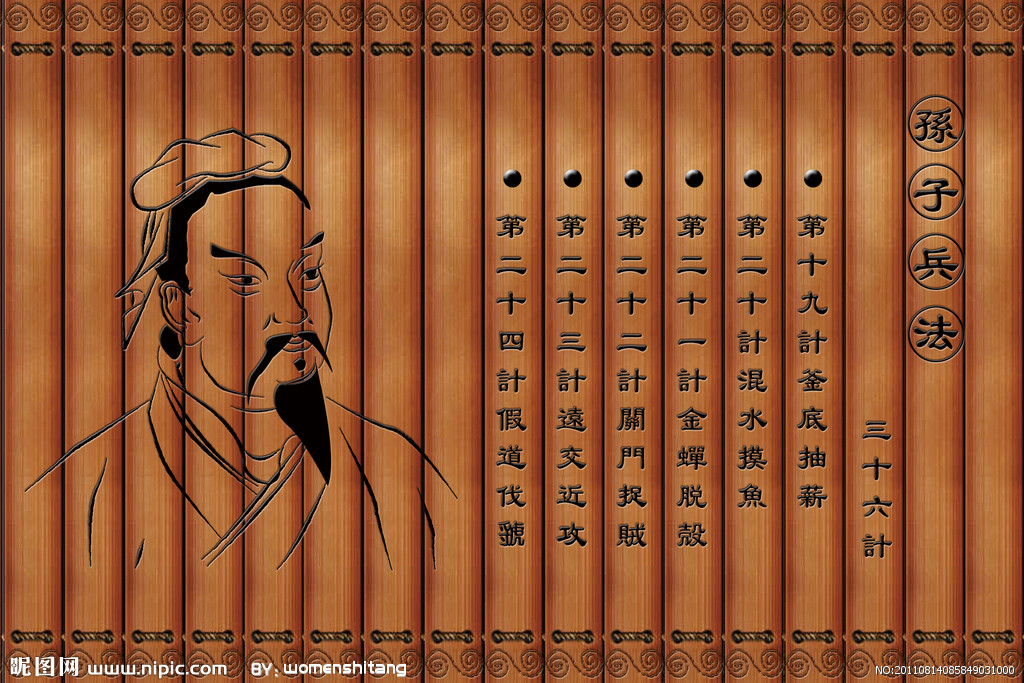 孫子兵法
三十六計
第十九計釜底抽薪
第二十計混水摸魚
第二十一計金蟬脱殼
第二十二計關門捉賊
第二十三計遠交近攻
第二十四計假道伐虢
昵图网 www.nipic.com BY: womenshitang
NO:20110814085849031000